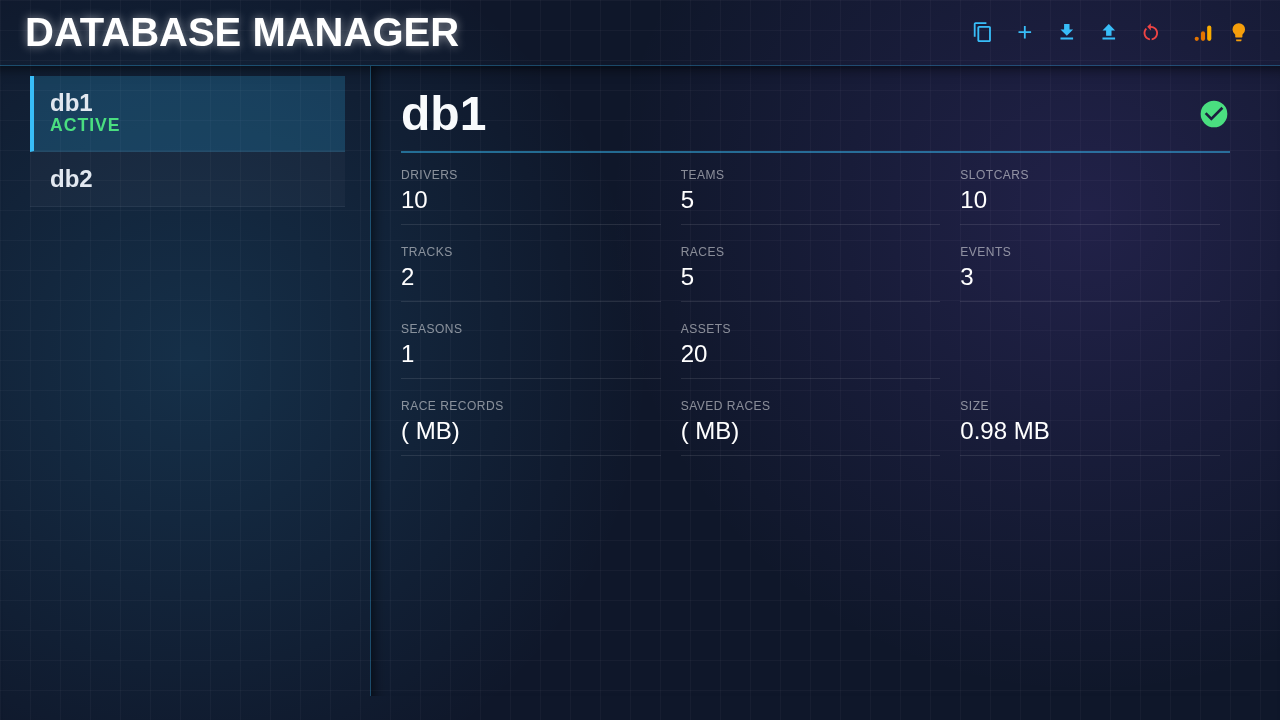 DATABASE MANAGER
db1
ACTIVE
db2
db1
DRIVERS
10
TEAMS
5
SLOTCARS
10
TRACKS
2
RACES
5
EVENTS
3
SEASONS
1
ASSETS
20
RACE RECORDS
( MB)
SAVED RACES
( MB)
SIZE
0.98 MB